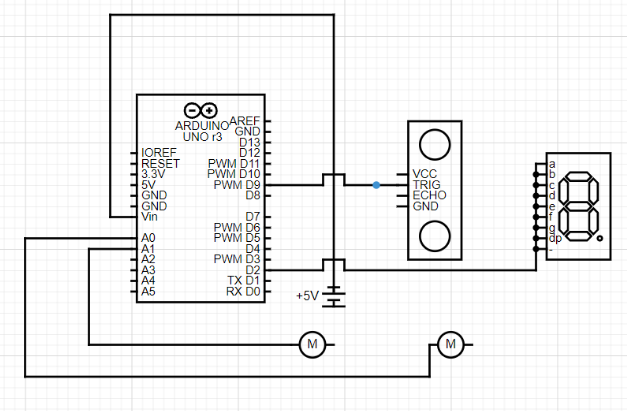 ARDUINO
UNO r3
IOREF
RESET
3.3V
5V
GND
GND
Vin
A0
A1
A2
A3
A4
A5
AREF
GND
D13
D12
PWM D11
PWM D10
PWM D9
D8
D7
PWM D6
PWM D5
D4
PWM D3
D2
TX D1
RX D0
VCC
TRIG
ECHO
GND
a
b
c
d
e
f
g
dp
-
+5V
M
M